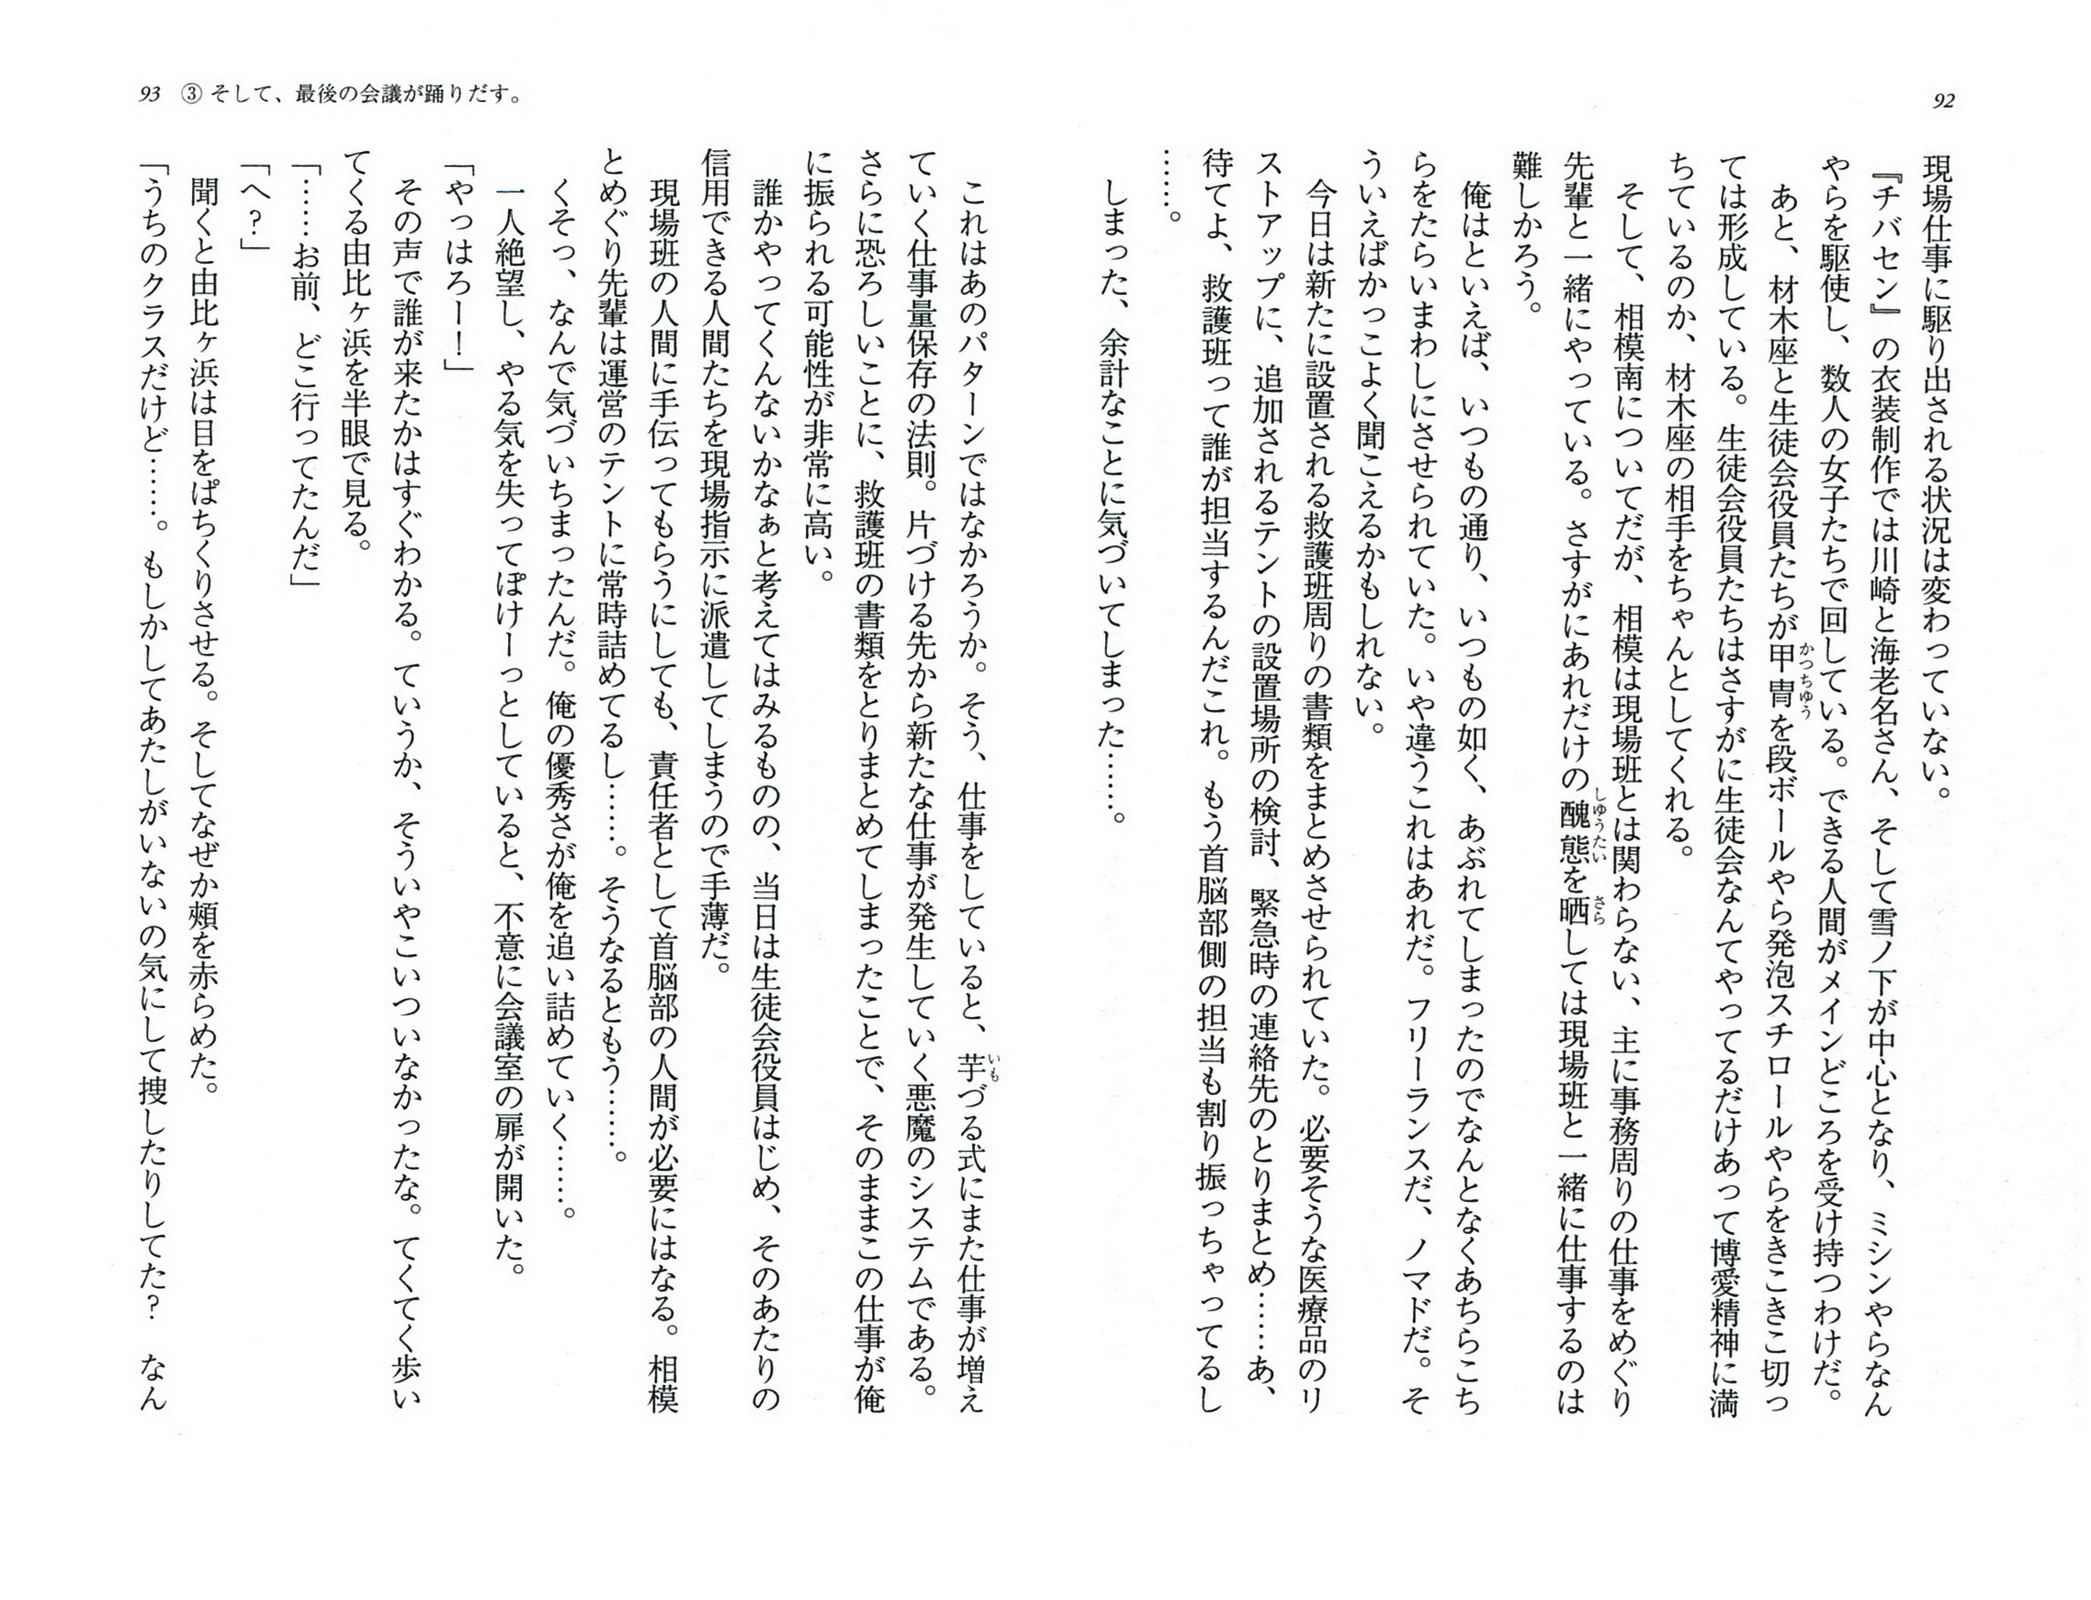 92
現場仕事に駆り出される状況は変わっていない。
『チバセン』の衣装制作では川崎と海老名さん、そして雪ノ下が中心となり、ミシンやらなん
やらを駆使し、数人の女子たちで回している。できる人間がメインどころを受け持つわけだ。
あと、材木座と生徒会役員たちが甲冑を段ボールやら発泡スチロールやらをきこきこ切っ
かつちゆう
ては形成している。生徒会役員たちはさすがに生徒会なんてやってるだけあって博愛精神に満
ちているのか、材木座の相手をちゃんとしてくれる。
そして、相模南についてだが、相模は現場班とは関わらない、主に事務周りの仕事をめぐり
先輩と一緒にやっている。さすがにあれだけの醜態を晒しては現場班と一緒に仕事するのは
しゆうたい さら
難しかろう。
俺はといえば、いつもの通り、いつもの如く、あぶれてしまったのでなんとなくあちらこち
らをたらいまわしにさせられていた。いや違うこれはあれだ。フリーランスだ、ノマドだ。そ
ういえばかっこよく聞こえるかもしれない。
今日は新たに設置される救護班周りの書類をまとめさせられていた。必要そうな医療品のリ
ストアップに、追加されるテントの設置場所の検討、緊急時の連絡先のとりまとめ……あ、
待てよ、救護班って誰が担当するんだこれ。もう首脳部側の担当も割り振っちゃってるし
……。
しまった、余計なことに気づいてしまった……。
93 ③ そして、最後の会議が踊りだす。
これはあのパターンではなかろうか。そう、仕事をしていると、芋づる式にまた仕事が増え
いも
ていく仕事量保存の法則。片づける先から新たな仕事が発生していく悪魔のシステムである。
さらに恐ろしいことに、救護班の書類をとりまとめてしまったことで、そのままこの仕事が俺
に振られる可能性が非常に高い。
誰かやってくんないかなぁと考えてはみるものの、当日は生徒会役員はじめ、そのあたりの
信用できる人間たちを現場指示に派遣してしまうので手薄だ。
現場班の人間に手伝ってもらうにしても、責任者として首脳部の人間が必要にはなる。相模
とめぐり先輩は運営のテントに常時詰めてるし……。そうなるともう……。
くそっ、なんで気づいちまったんだ。俺の優秀さが俺を追い詰めていく……。
一人絶望し、やる気を失ってぽけーっとしていると、不意に会議室の扉が開いた。
「やっはろー！」
その声で誰が来たかはすぐわかる。ていうか、そういやこいついなかったな。てくてく歩い
てくる由比ヶ浜を半眼で見る。
「……お前、どこ行ってたんだ」
「へ？」
聞くと由比ヶ浜は目をぱちくりさせる。そしてなぜか頰を赤らめた。
「うちのクラスだけど……。もしかしてあたしがいないの気にして捜したりしてた？　なん